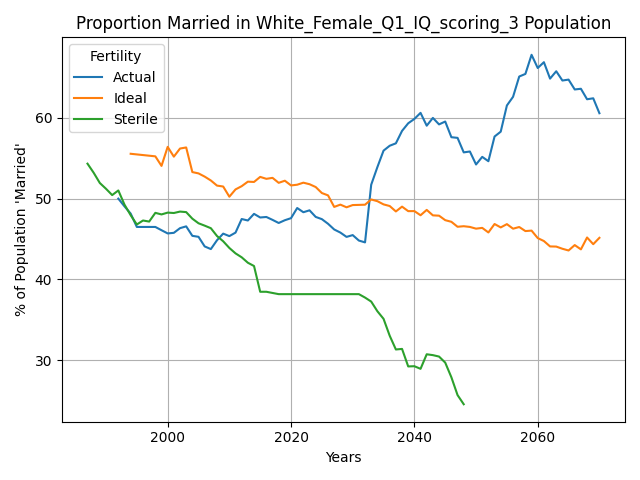 Proportion Married in White_Female_Q1_IQ_scoring_3 Population
% of Population 'Married'
60
50
40
30
Fertility
Actual
Ideal
Sterile
2000
2020
2040
2060
Years